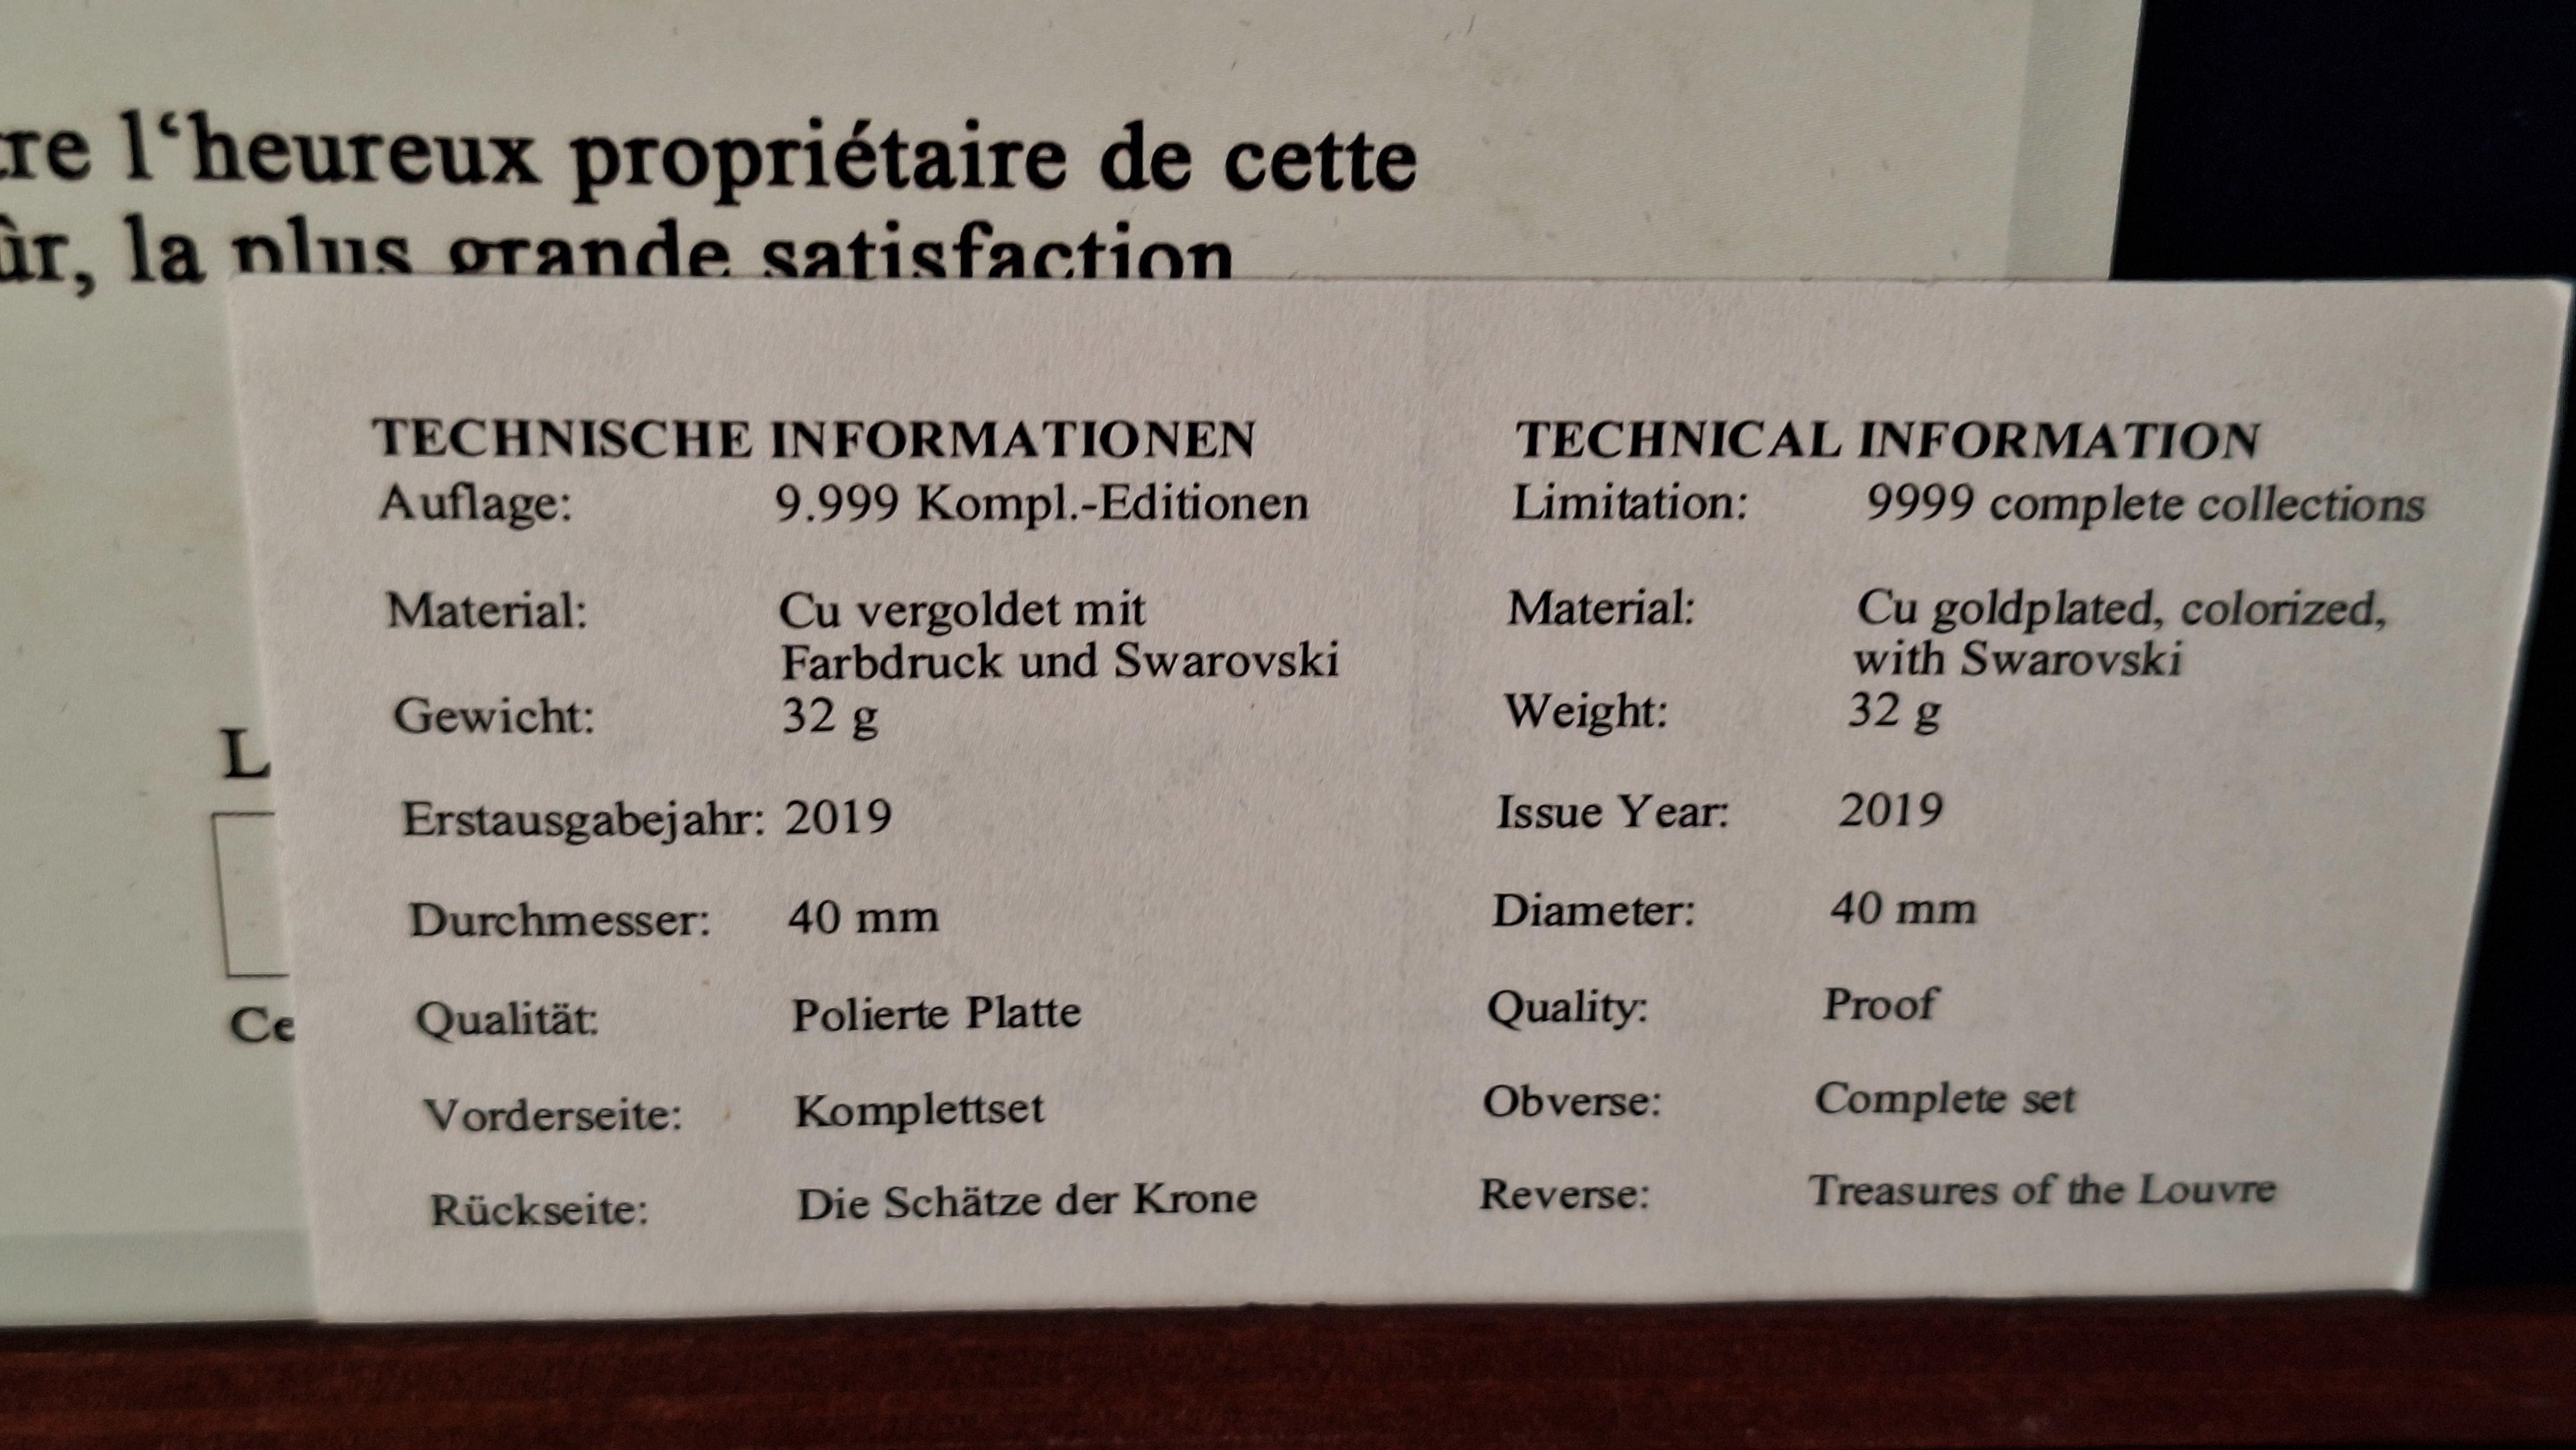 l‘heureux propriétaire de cette
la plus grande satisfaction
TECHNISCHE INFORMATIONEN
Auflage: 9.999 Kompl.-Editionen
Material: Cu vergoldet mit
Farbdruck und Swarovski
Gewicht: 32 g
Erstausgabejahr: 2019
Durchmesser: 40 mm
Qualität: Polierte Platte
Vorderseite: Komplettset
Rückseite: Die Schätze der Krone
TECHNICAL INFORMATION
Limitation: 9999 complete collections
Material: Cu goldplated, colorized,
with Swarovski
Weight: 32 g
Issue Year: 2019
Diameter: 40 mm
Quality: Proof
Obverse: Complete set
Reverse: Treasures of the Louvre